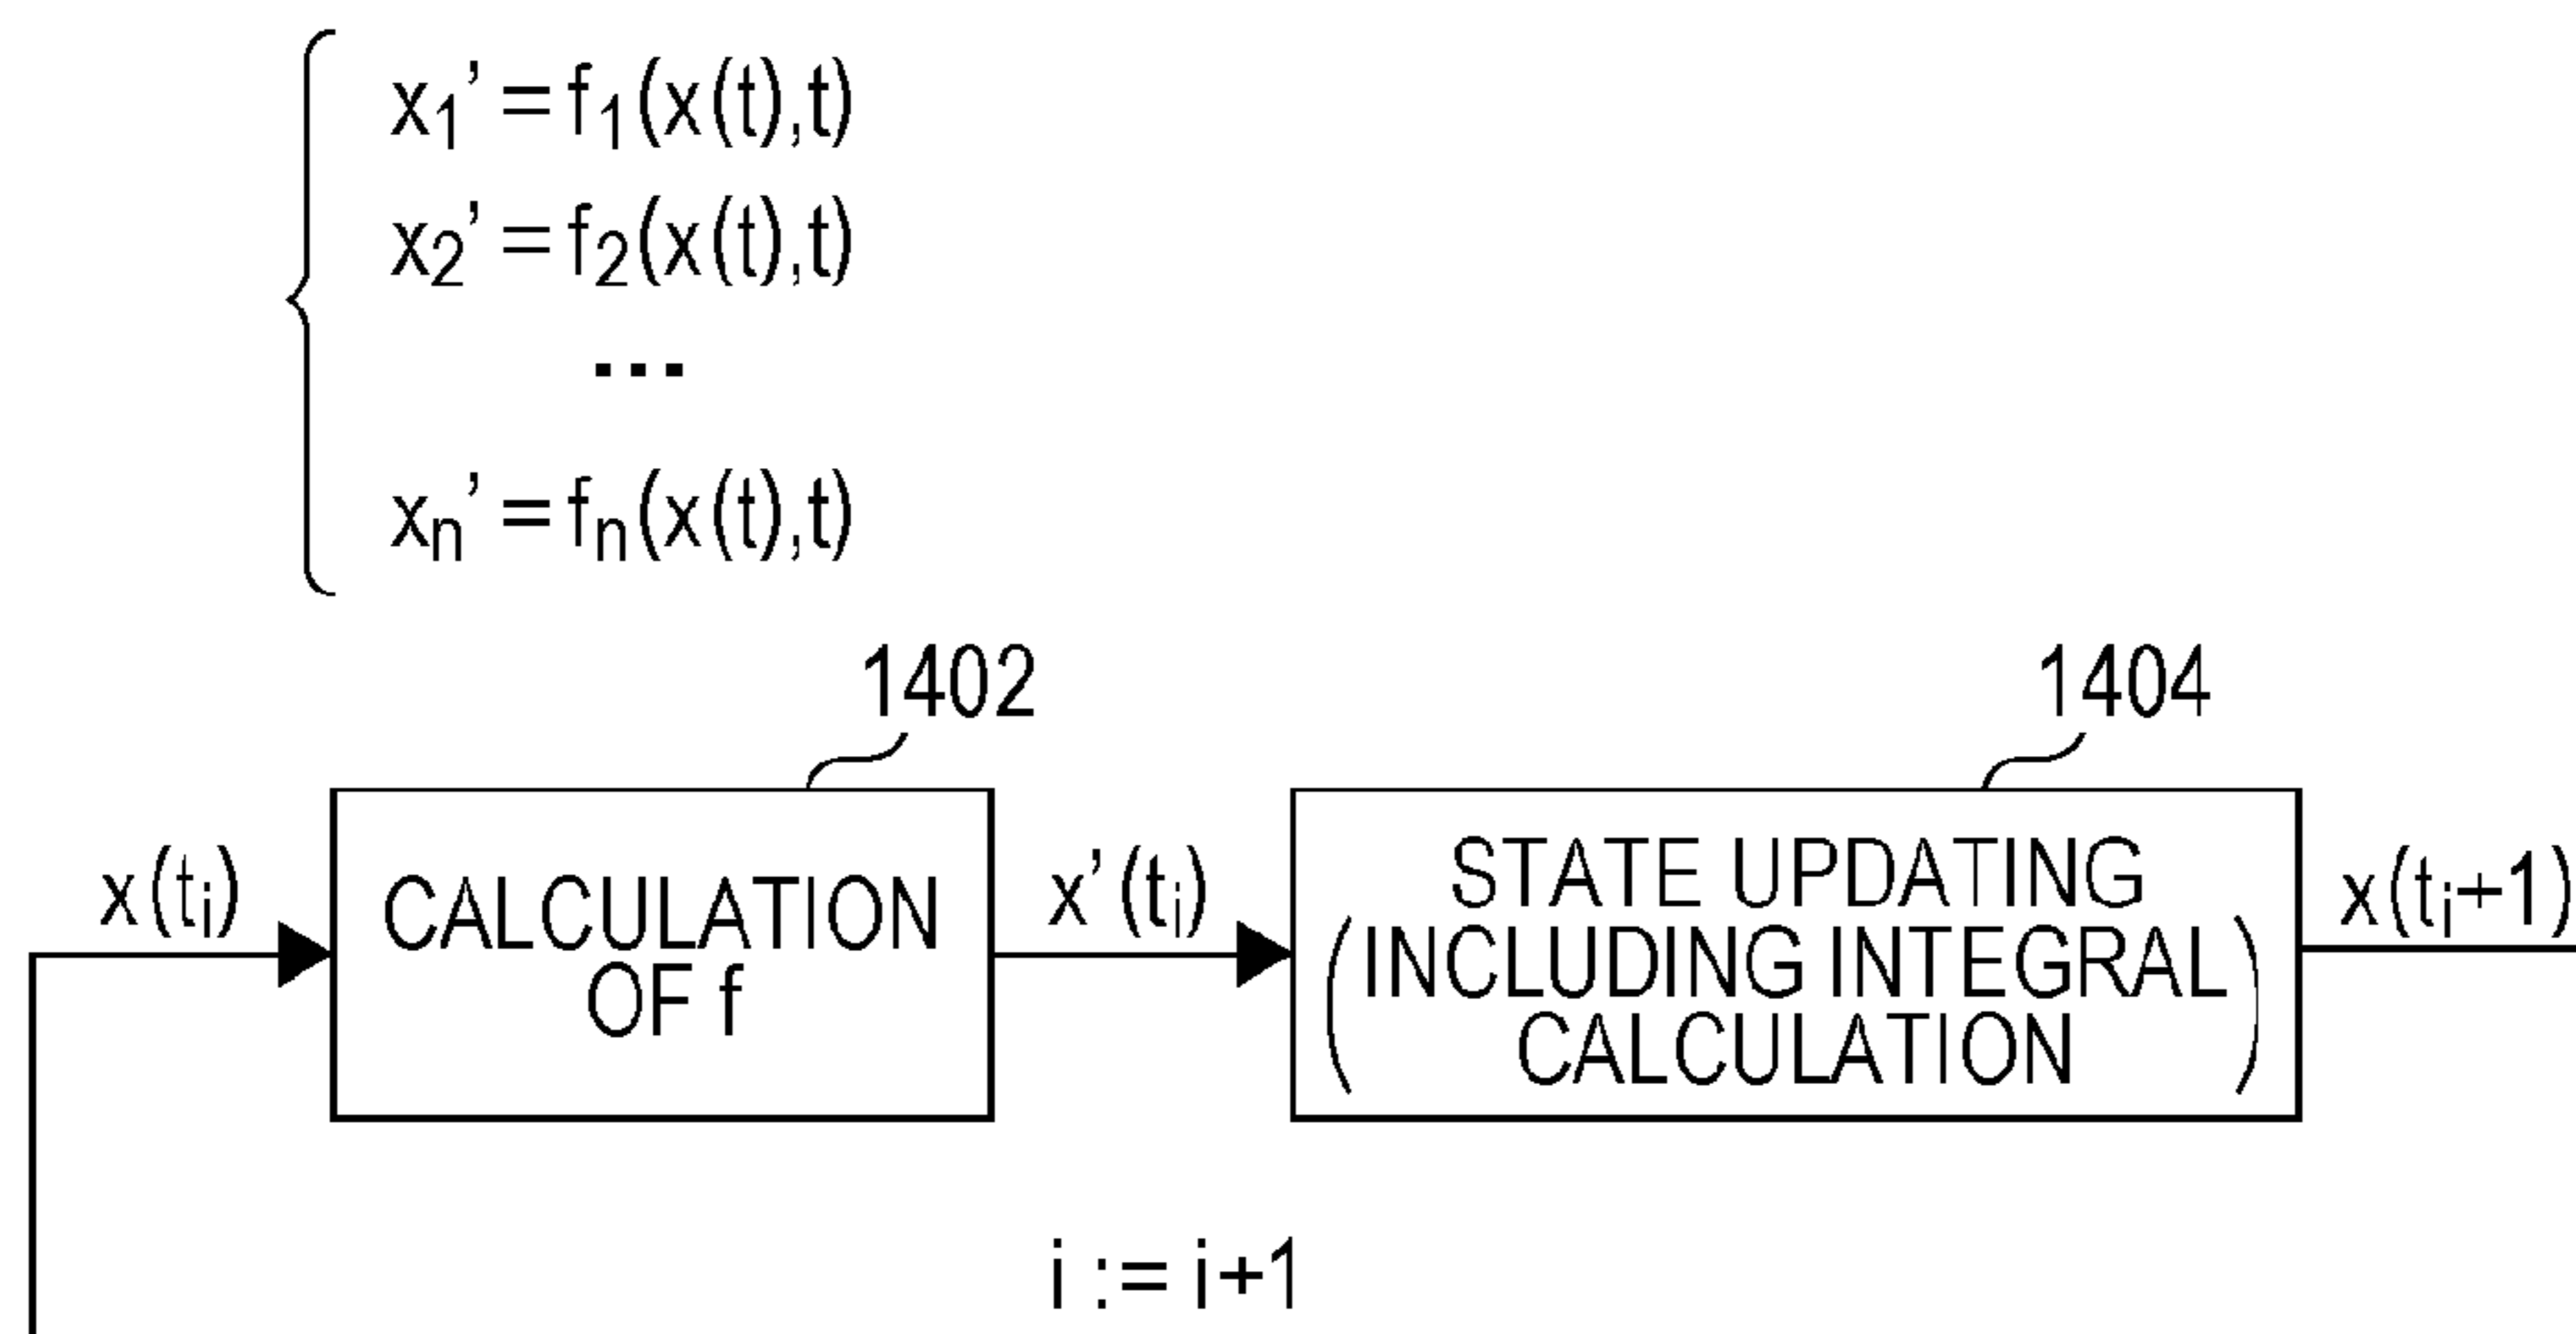 x₁’ = f₁(x(t),t)
x₂’ = f₂(x(t),t)
...
xₙ’ = fₙ(x(t),t)
1402
1404
x(tᵢ)
CALCULATION
OF f
x’(tᵢ)
STATE UPDATING
(INCLUDING INTEGRAL
CALCULATION)
x(tᵢ+1)
i := i+1